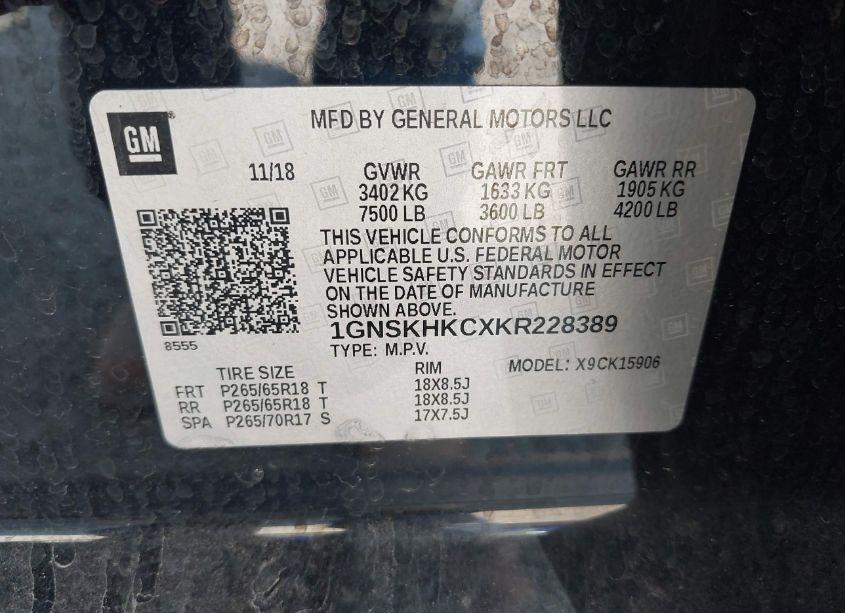 GM
MFD BY GENERAL MOTORS LLC
11/18 GVWR GAWR FRT GAWR RR
3402 KG 1633 KG 1905 KG
7500 LB 3600 LB 4200 LB
THIS VEHICLE CONFORMS TO ALL
APPLICABLE U.S. FEDERAL MOTOR
VEHICLE SAFETY STANDARDS IN EFFECT
ON THE DATE OF MANUFACTURE
SHOWN ABOVE.
8555
1GNSKHKCXKR228389
TYPE: M.P.V. MODEL: X9CK15906
TIRE SIZE RIM
FRT P265/65R18 T 18X8.5J
RR P265/65R18 T 18X8.5J
SPA P265/70R17 S 17X7.5J